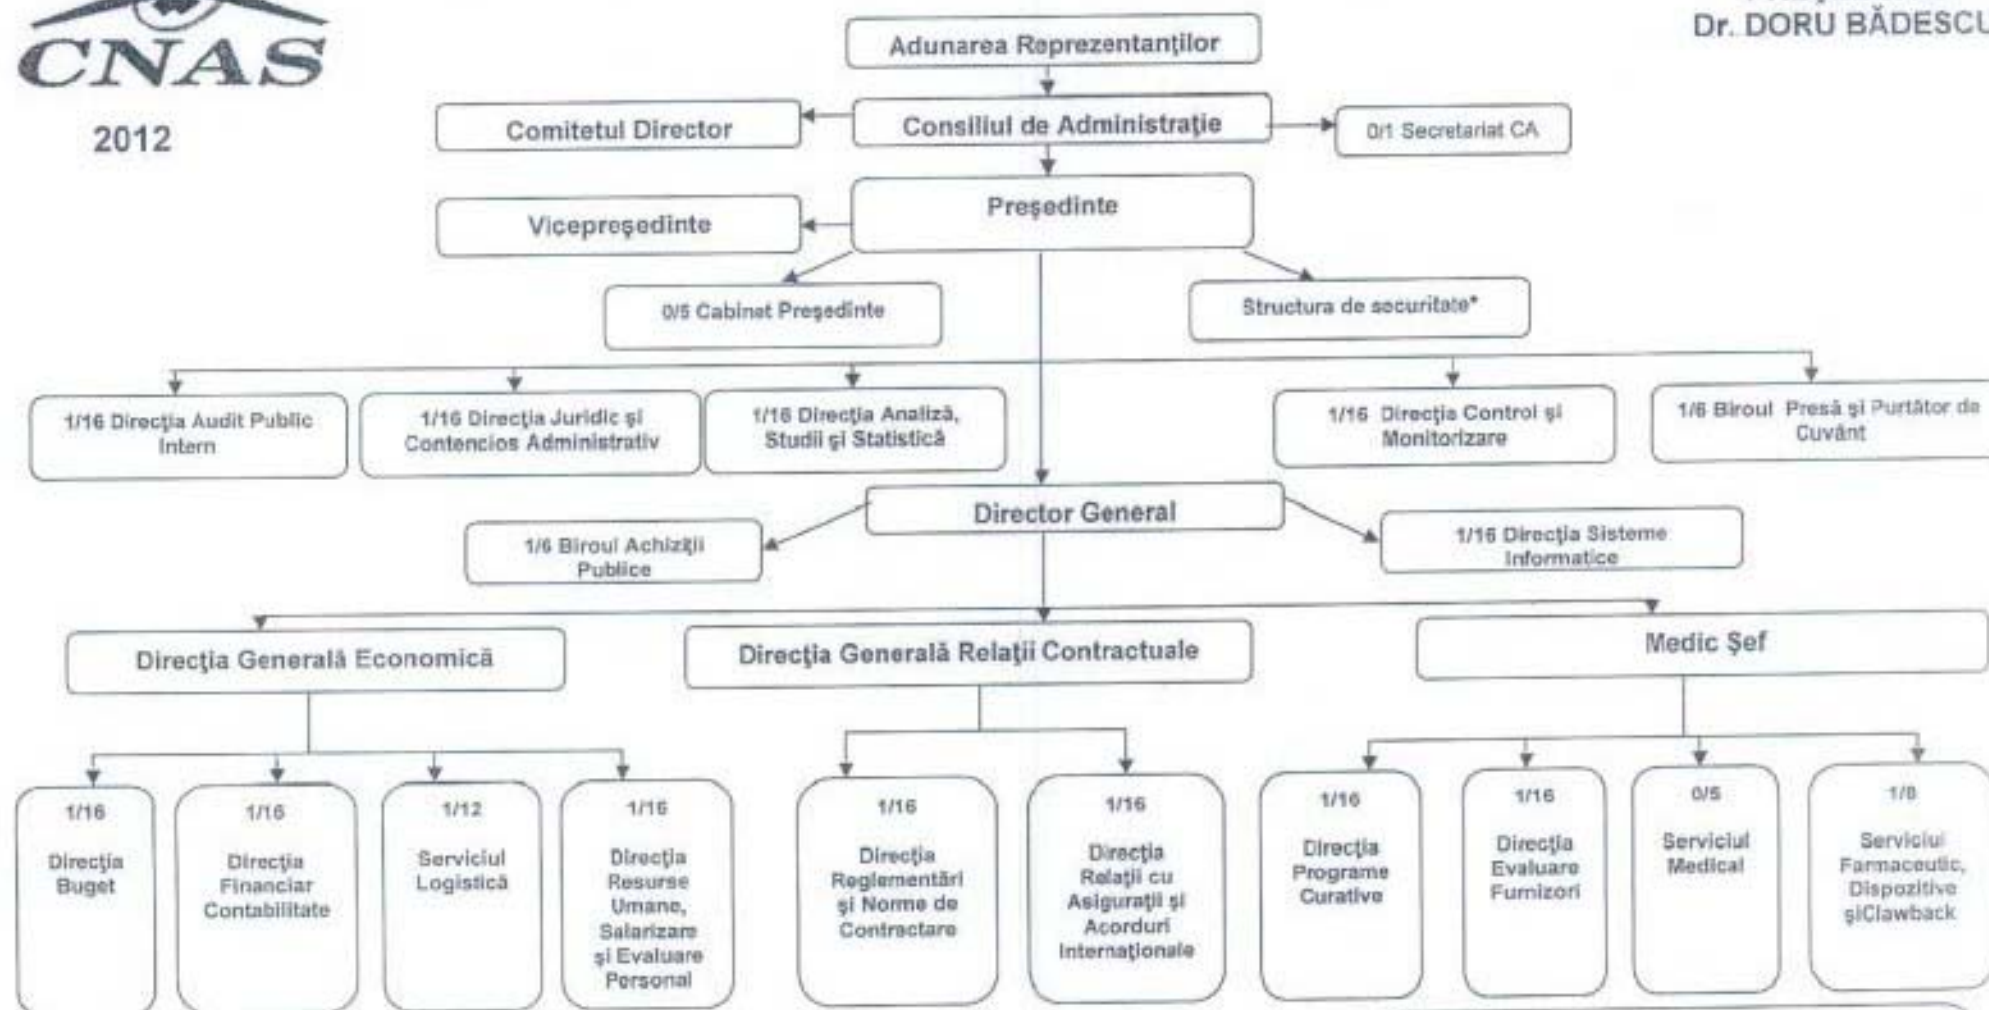 CNAS
2012
Dr. DORU BĂDESCU
Adunarea Reprezentanţilor
Comitetul Director
Consiliul de Administraţie
0/1 Secretariat CA
Vicepreşedinte
Preşedinte
0/5 Cabinet Preşedinte
Structura de securitate*
1/16 Direcţia Audit Public
Intern
1/16 Direcţia Juridic şi
Contencios Administrativ
1/16 Direcţia Analiză,
Studii şi Statistică
1/16 Direcţia Control şi
Monitorizare
1/6 Biroul Presă şi Purtător de
Cuvânt
Director General
1/6 Biroul Achiziţii
Publice
1/16 Direcţia Sisteme
Informatice
Direcţia Generală Economică
Direcţia Generală Relaţii Contractuale
Medic Şef
1/16
Direcţia
Buget
1/16
Direcţia
Financiar
Contabilitate
1/12
Serviciul
Logistică
1/16
Direcţia
Resurse
Umane,
Salarizare
şi Evaluare
Personal
1/16
Direcţia
Reglementări
şi Norme de
Contractare
1/16
Direcţia
Relaţii cu
Asiguraţii şi
Acorduri
Internaţionale
1/16
Direcţia
Programe
Curative
1/16
Direcţia
Evaluare
Furnizori
0/5
Serviciul
Medical
Serviciul
Farmaceutic,
Dispozitive
şiClawback